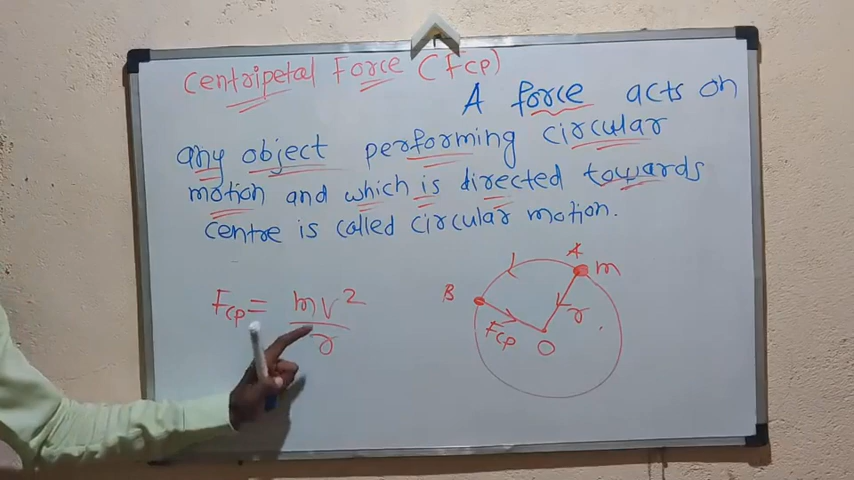 Centripetal Force (Fcp)
A force acts on
any object performing circular
motion and which is directed towards
centre is called circular motion.
Fcp = mv²
r
A
m
B
r
Fcp
O